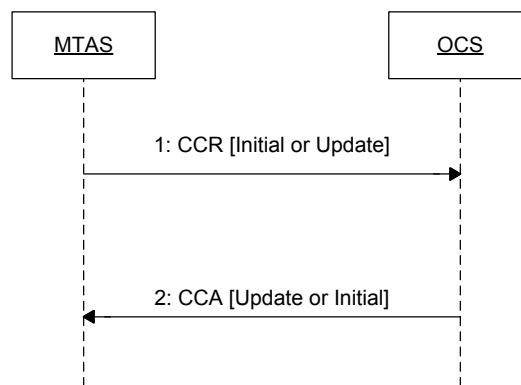 MTAS
OCS
1: CCR [Initial or Update]
2: CCA [Update or Initial]